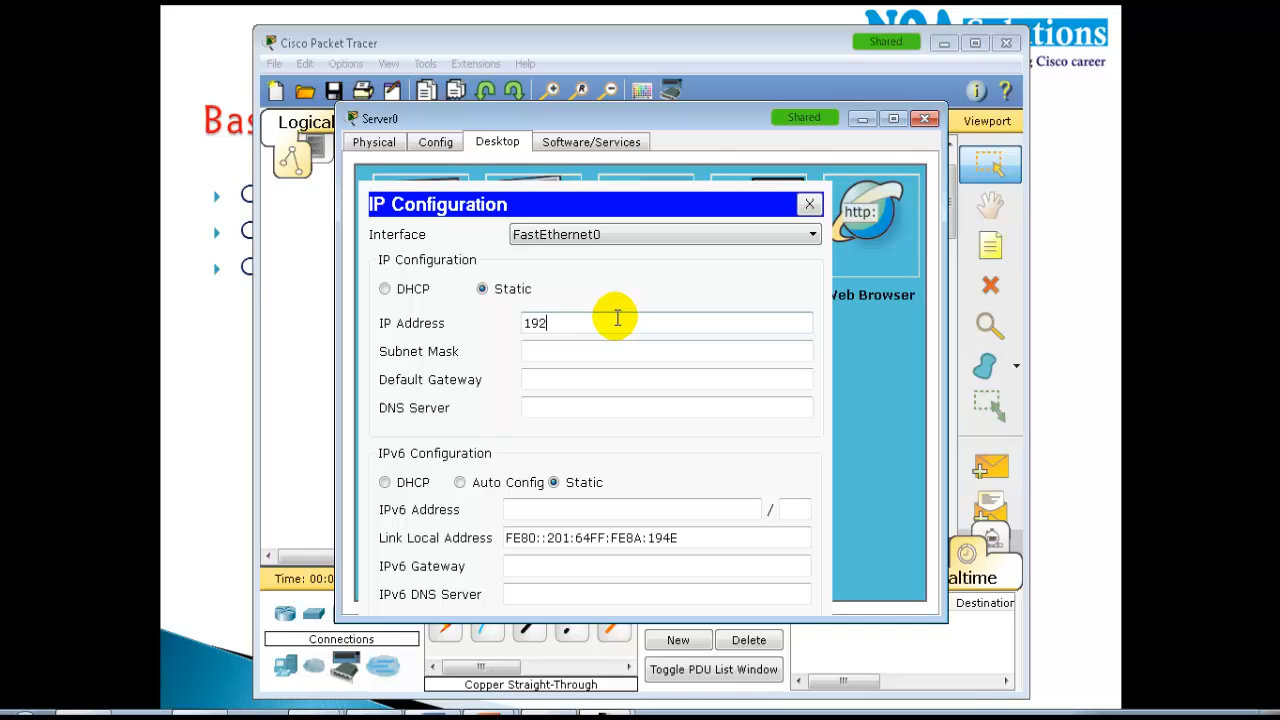 Solutions
Cisco career
Bas
Cisco Packet Tracer
Shared
File Edit Options View Tools Extensions Help
Logical
Viewport
Server0
Shared
Physical Config Desktop Software/Services
http:
Web Browser
IP Configuration X
Interface FastEthernet0
IP Configuration
DHCP Static
IP Address 192
Subnet Mask
Default Gateway
DNS Server
IPv6 Configuration
DHCP Auto Config Static
IPv6 Address /
Link Local Address FE80::201:64FF:FE8A:194E
IPv6 Gateway
IPv6 DNS Server
Time: 00:0
altime
Destination
Connections
New Delete
Toggle PDU List Window
Copper Straight-Through